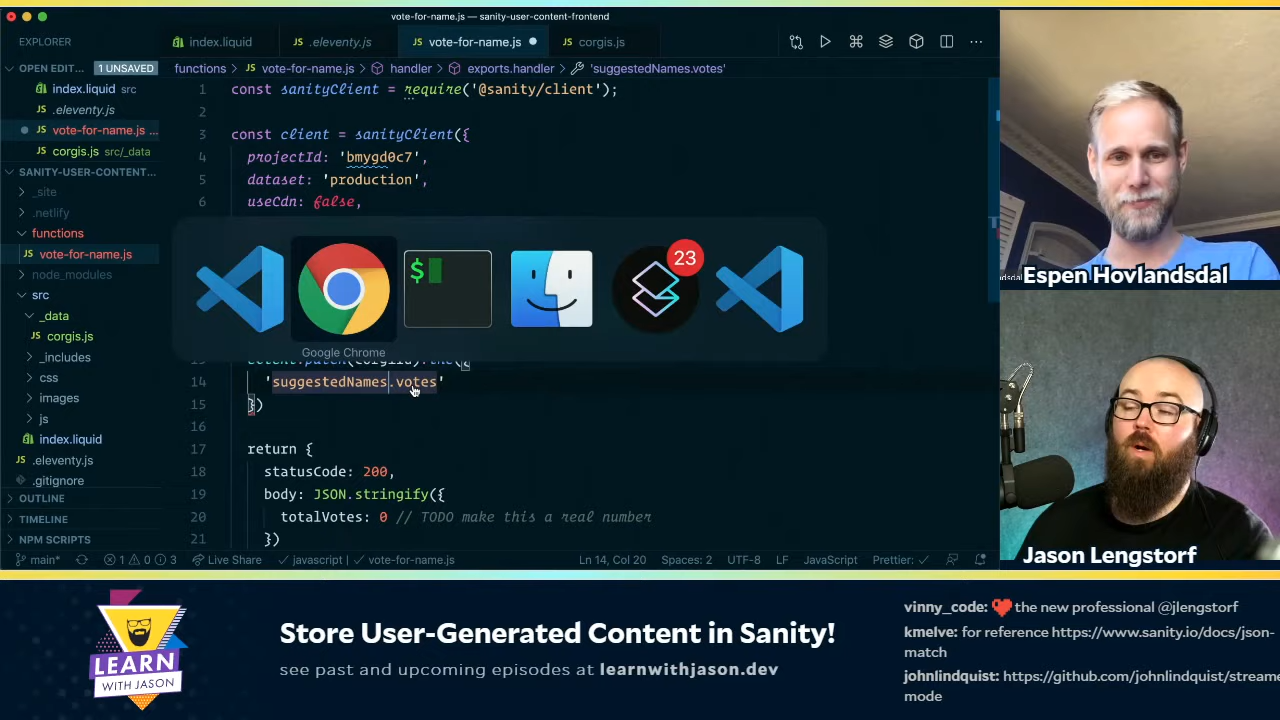 vote-for-name.js — sanity-user-content-frontend
EXPLORER
index.liquid
.eleventy.js
vote-for-name.js
corgis.js
OPEN EDIT... 1 UNSAVED
functions > vote-for-name.js > handler > exports.handler > 'suggestedNames.votes'
index.liquid src
.eleventy.js
vote-for-name.js ...
corgis.js src/_data
SANITY-USER-CONTENT...
_site
.netlify
functions
vote-for-name.js
node_modules
src
_data
corgis.js
_includes
css
images
js
index.liquid
.eleventy.js
.gitignore
OUTLINE
TIMELINE
NPM SCRIPTS
1 const sanityClient = require('@sanity/client');
2
3 const client = sanityClient({
4 projectId: 'bmygd0c7',
5 dataset: 'production',
6 useCdn: false,
$
23
Google Chrome
14 'suggestedNames.votes'
15 })
16
17 return {
18 statusCode: 200,
19 body: JSON.stringify({
20 totalVotes: 0 // TODO make this a real number
21 })
main* 1 0 3 Live Share javascript | vote-for-name.js Ln 14, Col 20 Spaces: 2 UTF-8 LF JavaScript Prettier:
Espen Hovlandsdal
Jason Lengstorf
LEARN
WITH JASON
Store User-Generated Content in Sanity!
see past and upcoming episodes at learnwithjason.dev
vinny_code: the new professional @jlengstorf
kmelve: for reference https://www.sanity.io/docs/json-
match
johnlindquist: https://github.com/johnlindquist/streame
mode